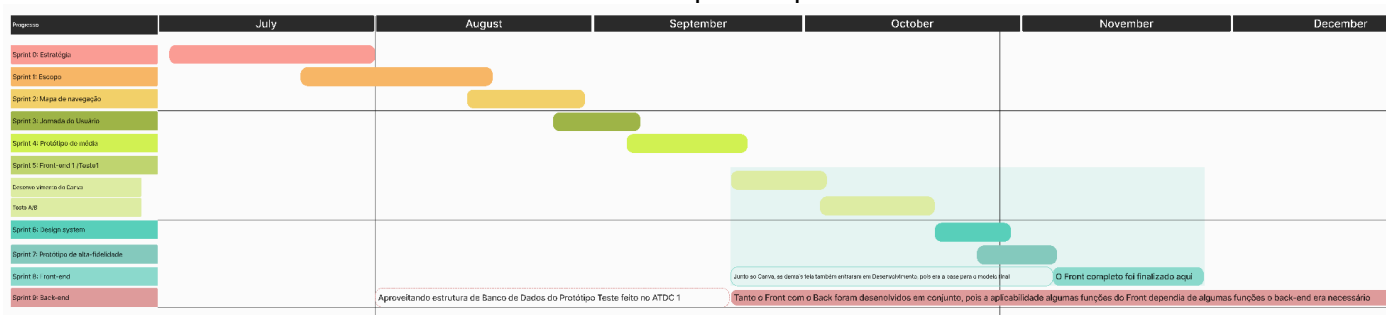 Progresso July August September October November December
Sprint 0: Estratégia
Sprint 1: Escopo
Sprint 2: Mapa de navegação
Sprint 3: Jornada do Usuário
Sprint 4: Protótipo de média
Sprint 5: Front-end 1 /Teste1
Desenvolvimento do Canva
Teste A/B
Sprint 6: Design system
Sprint 7: Protótipo de alta-fidelidade
Sprint 8: Front-end Junto ao Canva, as demais tela também entraram em Desenvolvimento, pois era a base para o modelo final O Front completo foi finalizado aqui
Sprint 9: Back-end Aproveitando estrutura de Banco de Dados do Protótipo Teste feito no ATDC 1 Tanto o Front com o Back foram desenolvidos em conjunto, pois a aplicabilidade algumas funções do Front dependia de algumas funções o back-end era necessário